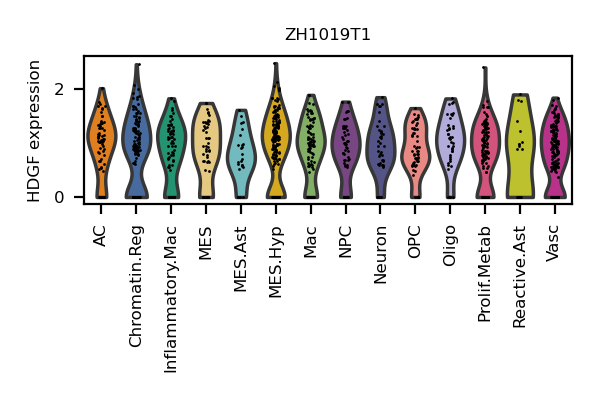 ZH1019T1
HDGF expression
2
0
AC
Chromatin.Reg
Inflammatory.Mac
MES
MES.Ast
MES.Hyp
Mac
NPC
Neuron
OPC
Oligo
Prolif.Metab
Reactive.Ast
Vasc